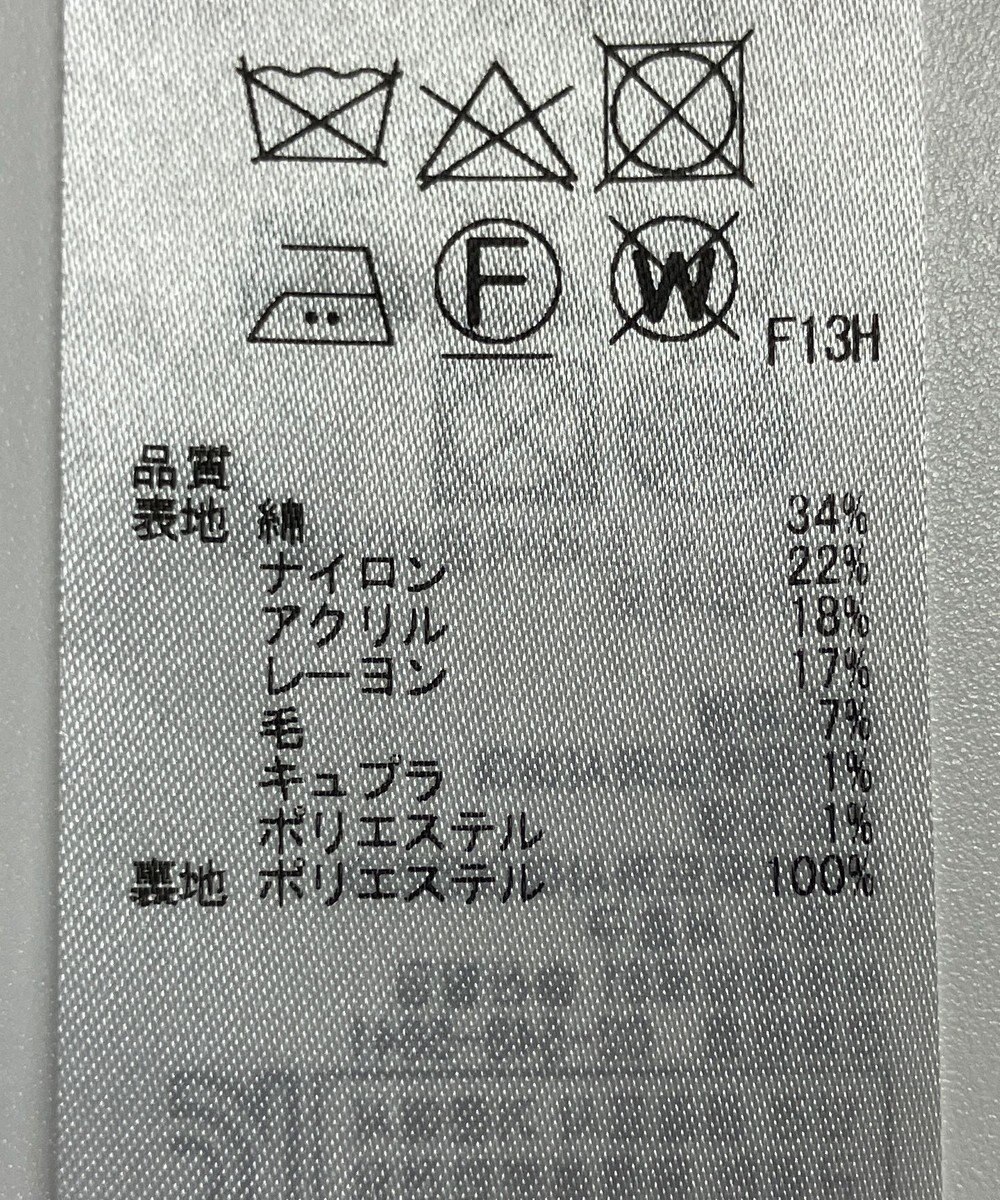 F W F13H
品質
表地 綿 34%
ナイロン 22%
アクリル 18%
レーヨン 17%
毛 7%
キュプラ 1%
ポリエステル 1%
裏地 ポリエステル 100%